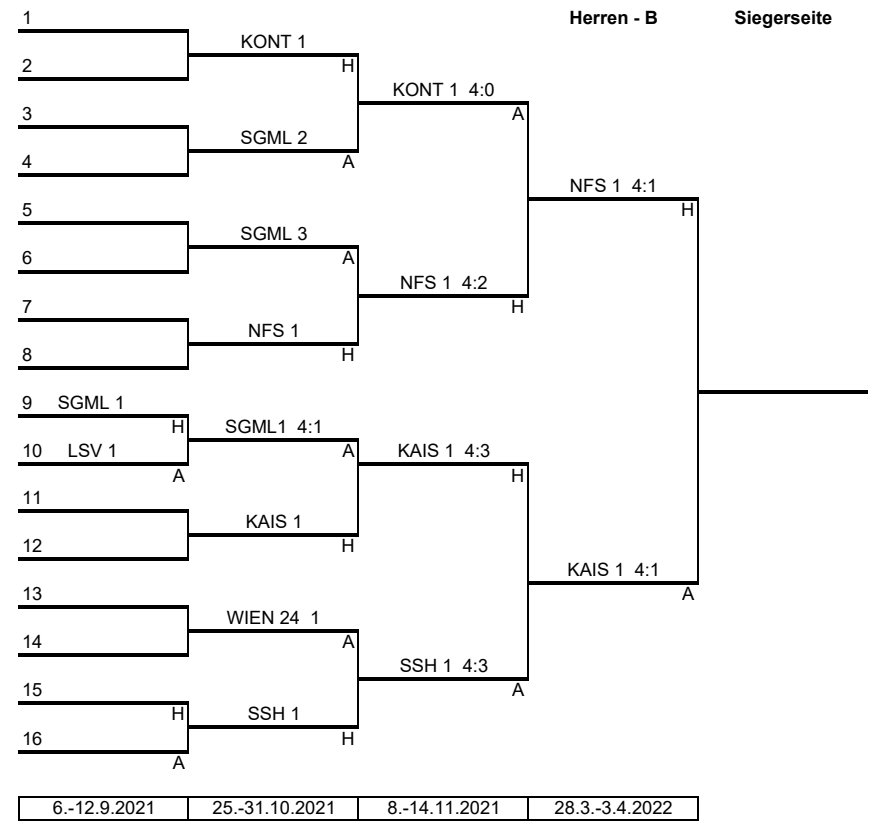 1 Herren - B Siegerseite
KONT 1
2 H
KONT 1 4:0
3 A
SGML 2
4 A
NFS 1 4:1
5 H
SGML 3
6 A
NFS 1 4:2
7 H
NFS 1
8 H
9 SGML 1
H SGML1 4:1
10 LSV 1 A KAIS 1 4:3
A H
11
KAIS 1
12 H
KAIS 1 4:1
13 A
WIEN 24 1
14 A
SSH 1 4:3
15 A
H SSH 1
16 H
A
6.-12.9.2021 25.-31.10.2021 8.-14.11.2021 28.3.-3.4.2022